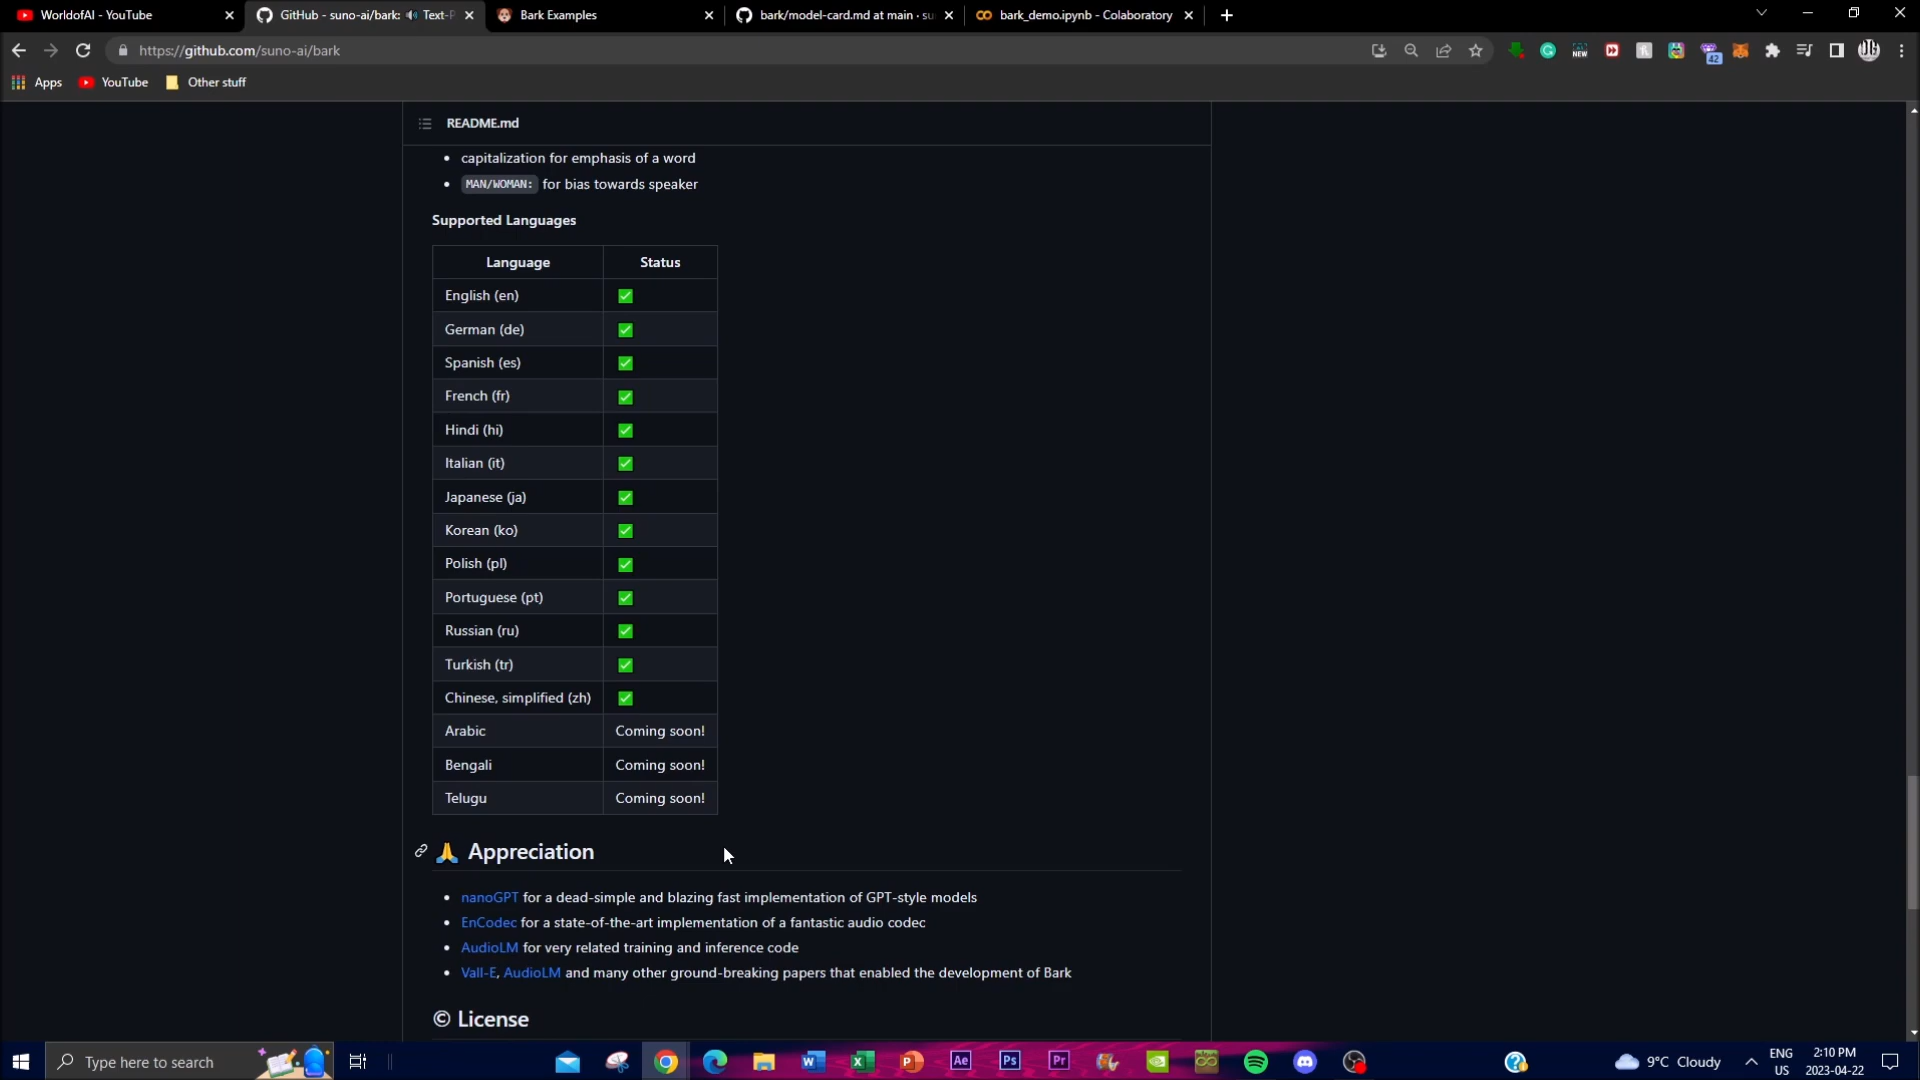 WorldofAI - YouTube
GitHub - suno-ai/bark: 🔊 Text-P
Bark Examples
bark/model-card.md at main · su
bark_demo.ipynb - Colaboratory
https://github.com/suno-ai/bark
NEW
42
Apps
YouTube
Other stuff
README.md
capitalization for emphasis of a word
MAN/WOMAN: for bias towards speaker
Supported Languages
Language Status
English (en) ✅
German (de) ✅
Spanish (es) ✅
French (fr) ✅
Hindi (hi) ✅
Italian (it) ✅
Japanese (ja) ✅
Korean (ko) ✅
Polish (pl) ✅
Portuguese (pt) ✅
Russian (ru) ✅
Turkish (tr) ✅
Chinese, simplified (zh) ✅
Arabic Coming soon!
Bengali Coming soon!
Telugu Coming soon!
🙏 Appreciation
nanoGPT for a dead-simple and blazing fast implementation of GPT-style models
EnCodec for a state-of-the-art implementation of a fantastic audio codec
AudioLM for very related training and inference code
Vall-E, AudioLM and many other ground-breaking papers that enabled the development of Bark
© License
Type here to search
Ae
Ps
Pr
9°C Cloudy
ENG
US
2:10 PM
2023-04-22